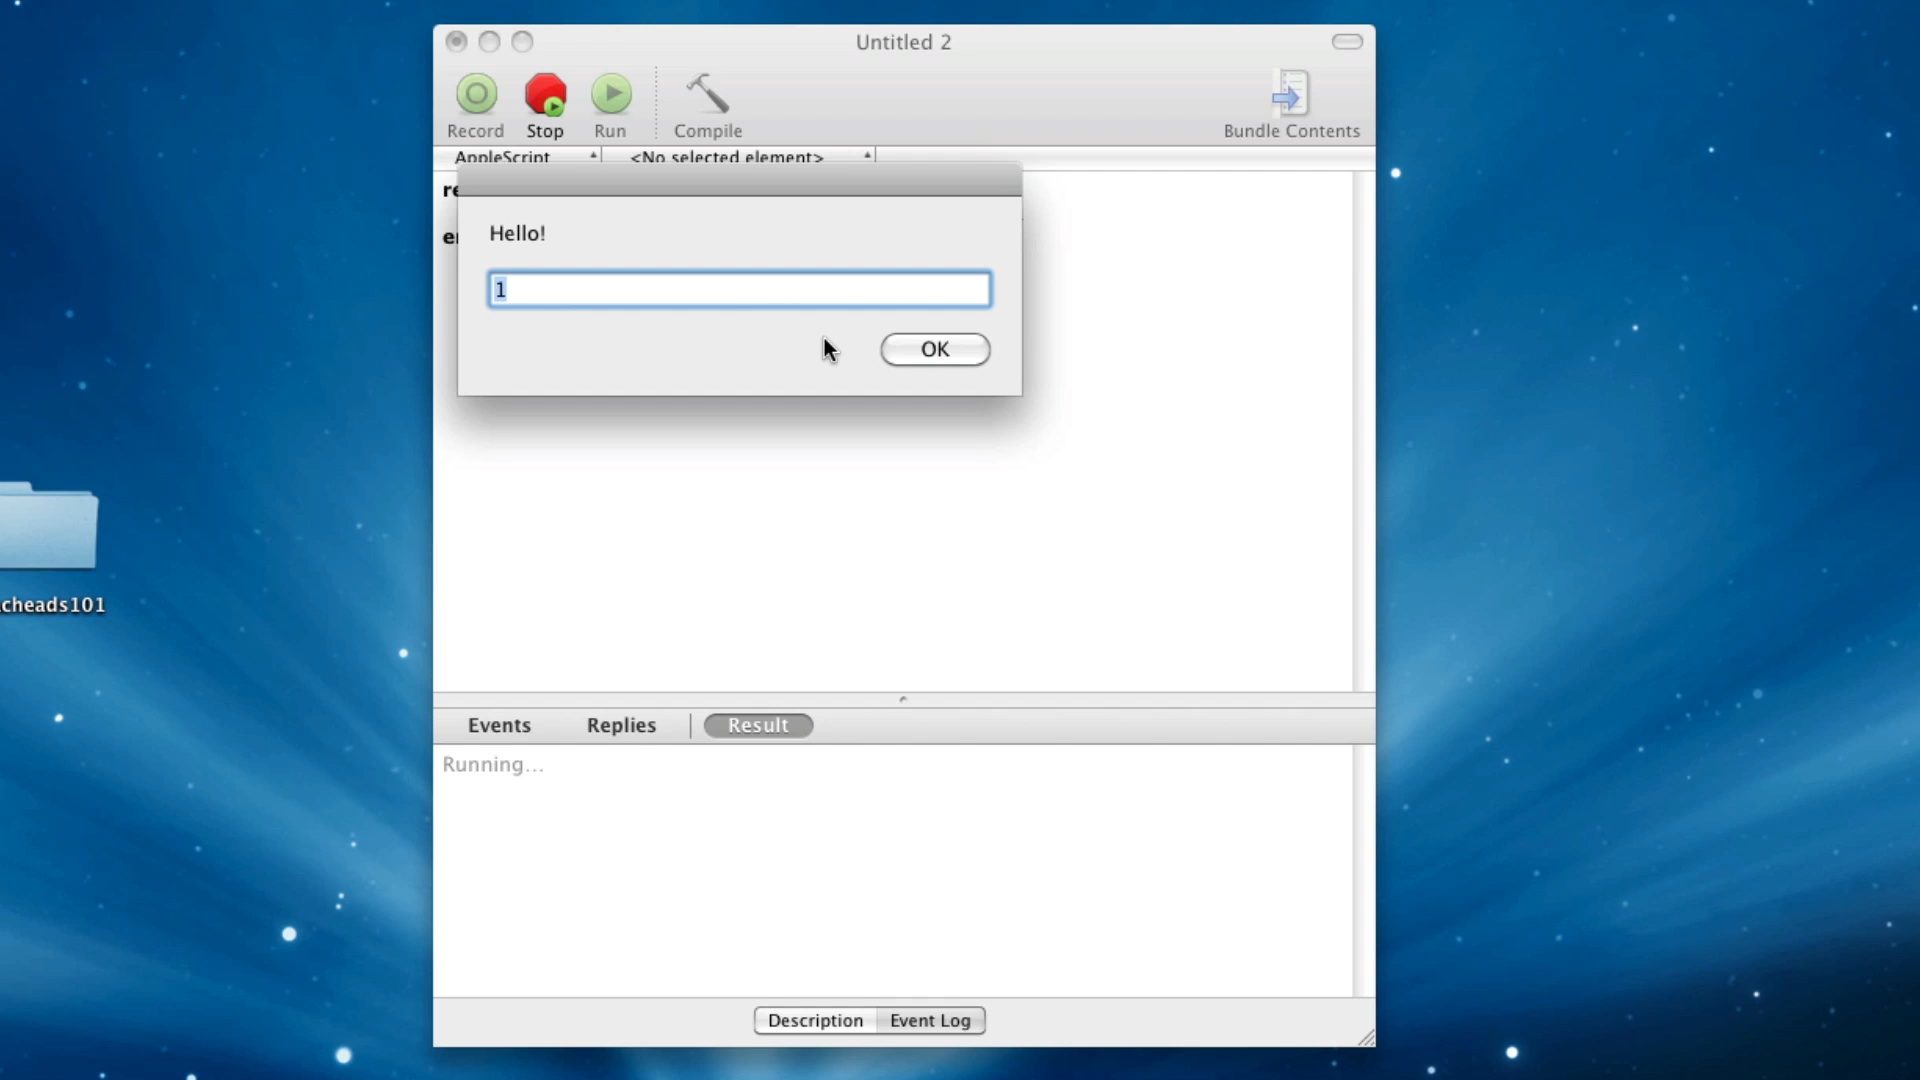 Untitled 2
Record Stop Run Compile Bundle Contents
AppleScript <No selected element>
Hello!
1
OK
cheads101
Events Replies Result
Running...
Description Event Log